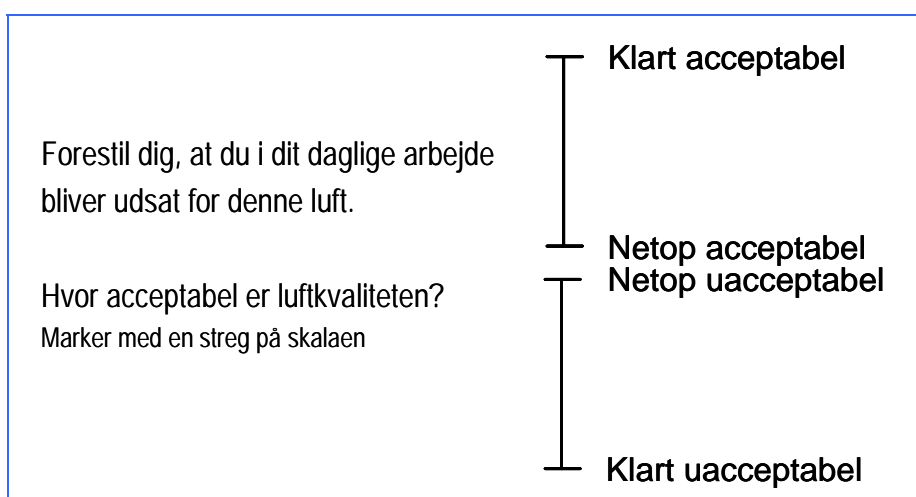 Klart acceptabel
Forestil dig, at du i dit daglige arbejde
bliver udsat for denne luft.
Netop acceptabel
Netop uacceptabel
Hvor acceptabel er luftkvaliteten?
Marker med en streg på skalaen
Klart uacceptabel